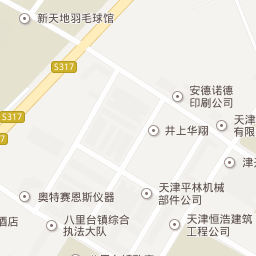 新天地羽毛球馆
S317
安德诺德
印刷公司
S317
井上华翔
天津
有限
7
津
奥特赛恩斯仪器
天津平林机械
部件公司
酒店
八里台镇综合
执法大队
天津恒浩建筑
工程公司